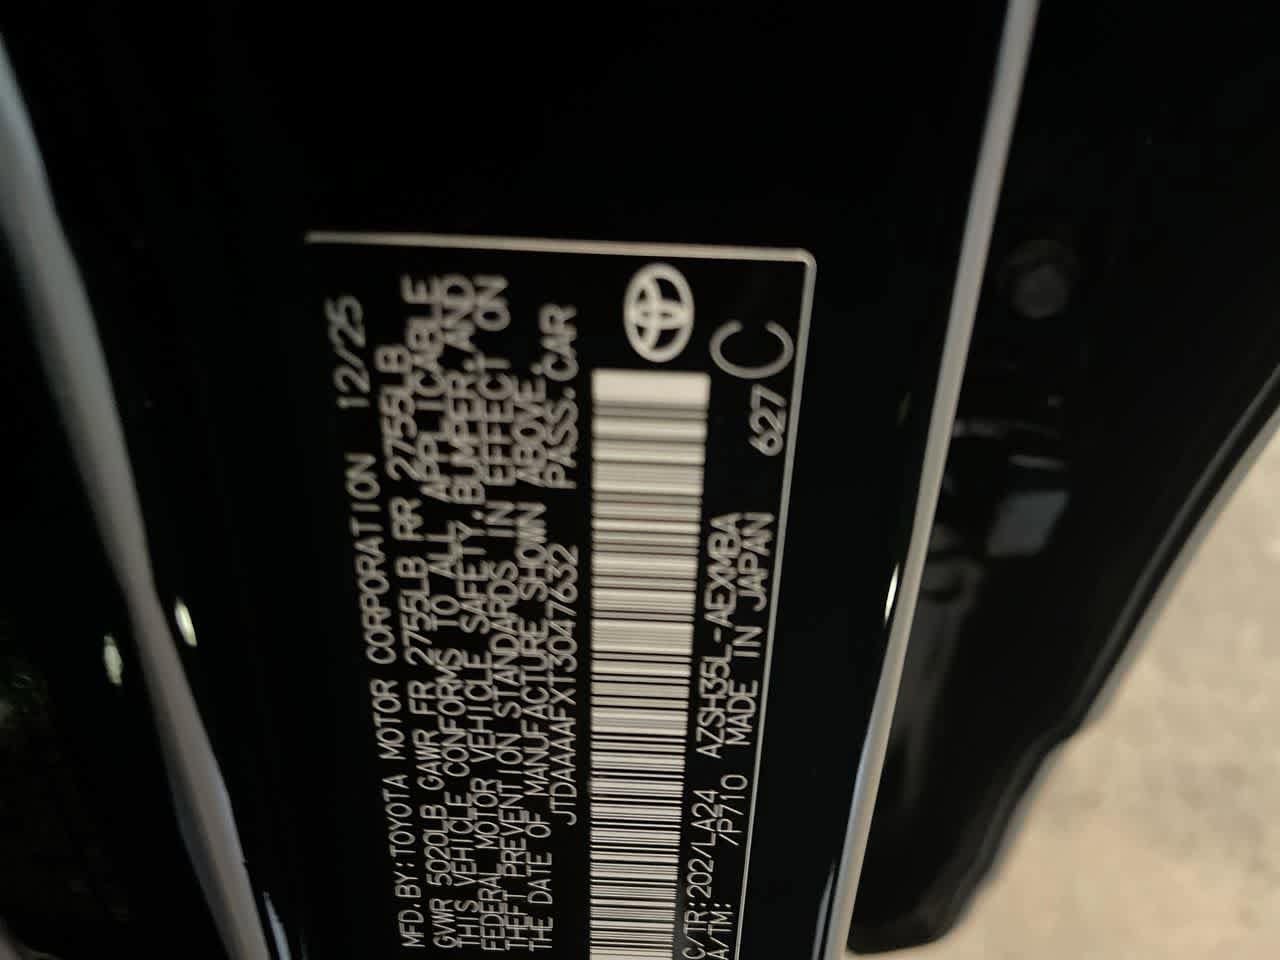 MFD.BY:TOYOTA MOTOR CORPORATION 12/25
GVWR 5020LB GAWR FR 2755LB RR 2755LB
THIS VEHICLE CONFORMS TO ALL APPLICABLE
FEDERAL MOTOR VEHICLE SAFETY, BUMPER, AND
THEFT PREVENTION STANDARDS IN EFFECT ON
THE DATE OF MANUFACTURE SHOWN ABOVE.
JTDAAAAFXT3047632 PASS.CAR
C/TR:202/LA24 AZSH35L-AEXMBA
A/TM: /P710 MADE IN JAPAN 627 C